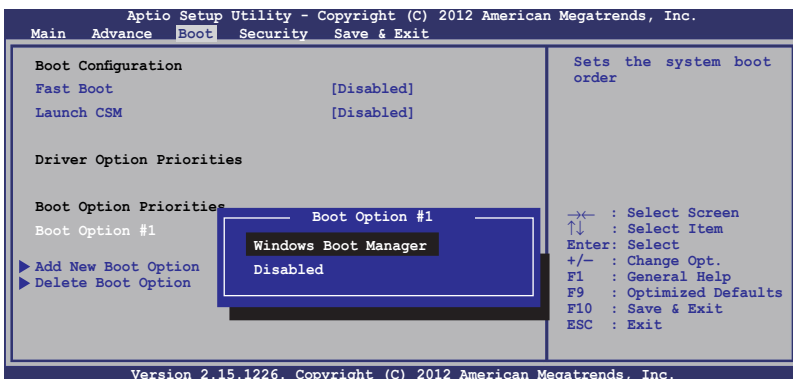 Aptio Setup Utility - Copyright (C) 2012 American Megatrends, Inc.
Main Advance Boot Security Save & Exit
Boot Configuration
Fast Boot [Disabled]
Launch CSM [Disabled]
Driver Option Priorities
Boot Option Priorities
Boot Option #1
Add New Boot Option
Delete Boot Option
Boot Option #1
Windows Boot Manager
Disabled
Sets the system boot
order
→← : Select Screen
↑↓ : Select Item
Enter: Select
+/— : Change Opt.
F1 : General Help
F9 : Optimized Defaults
F10 : Save & Exit
ESC : Exit
Version 2.15.1226. Copyright (C) 2012 American Megatrends, Inc.